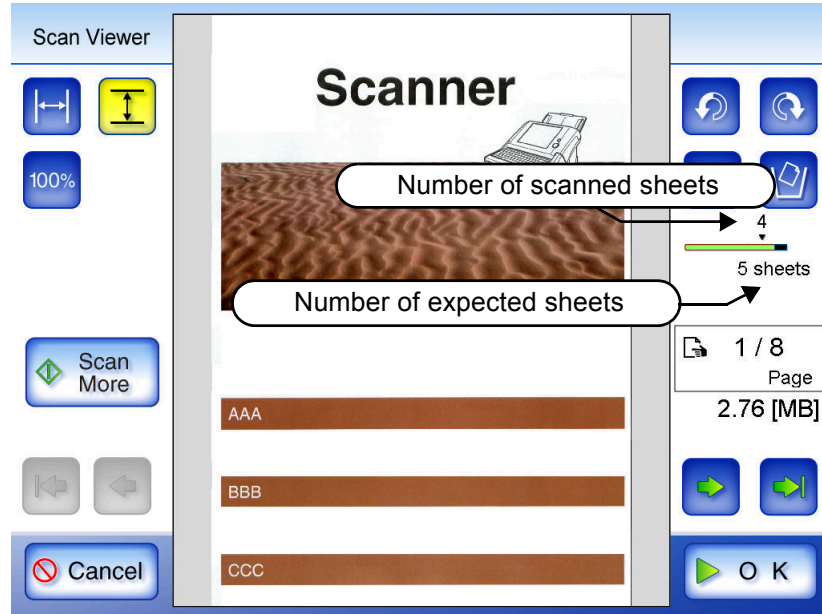 Scan Viewer
Scanner
100%
Number of scanned sheets
4
5 sheets
Number of expected sheets
1 / 8
Page
2.76 [MB]
Scan
More
AAA
BBB
CCC
Cancel
O K